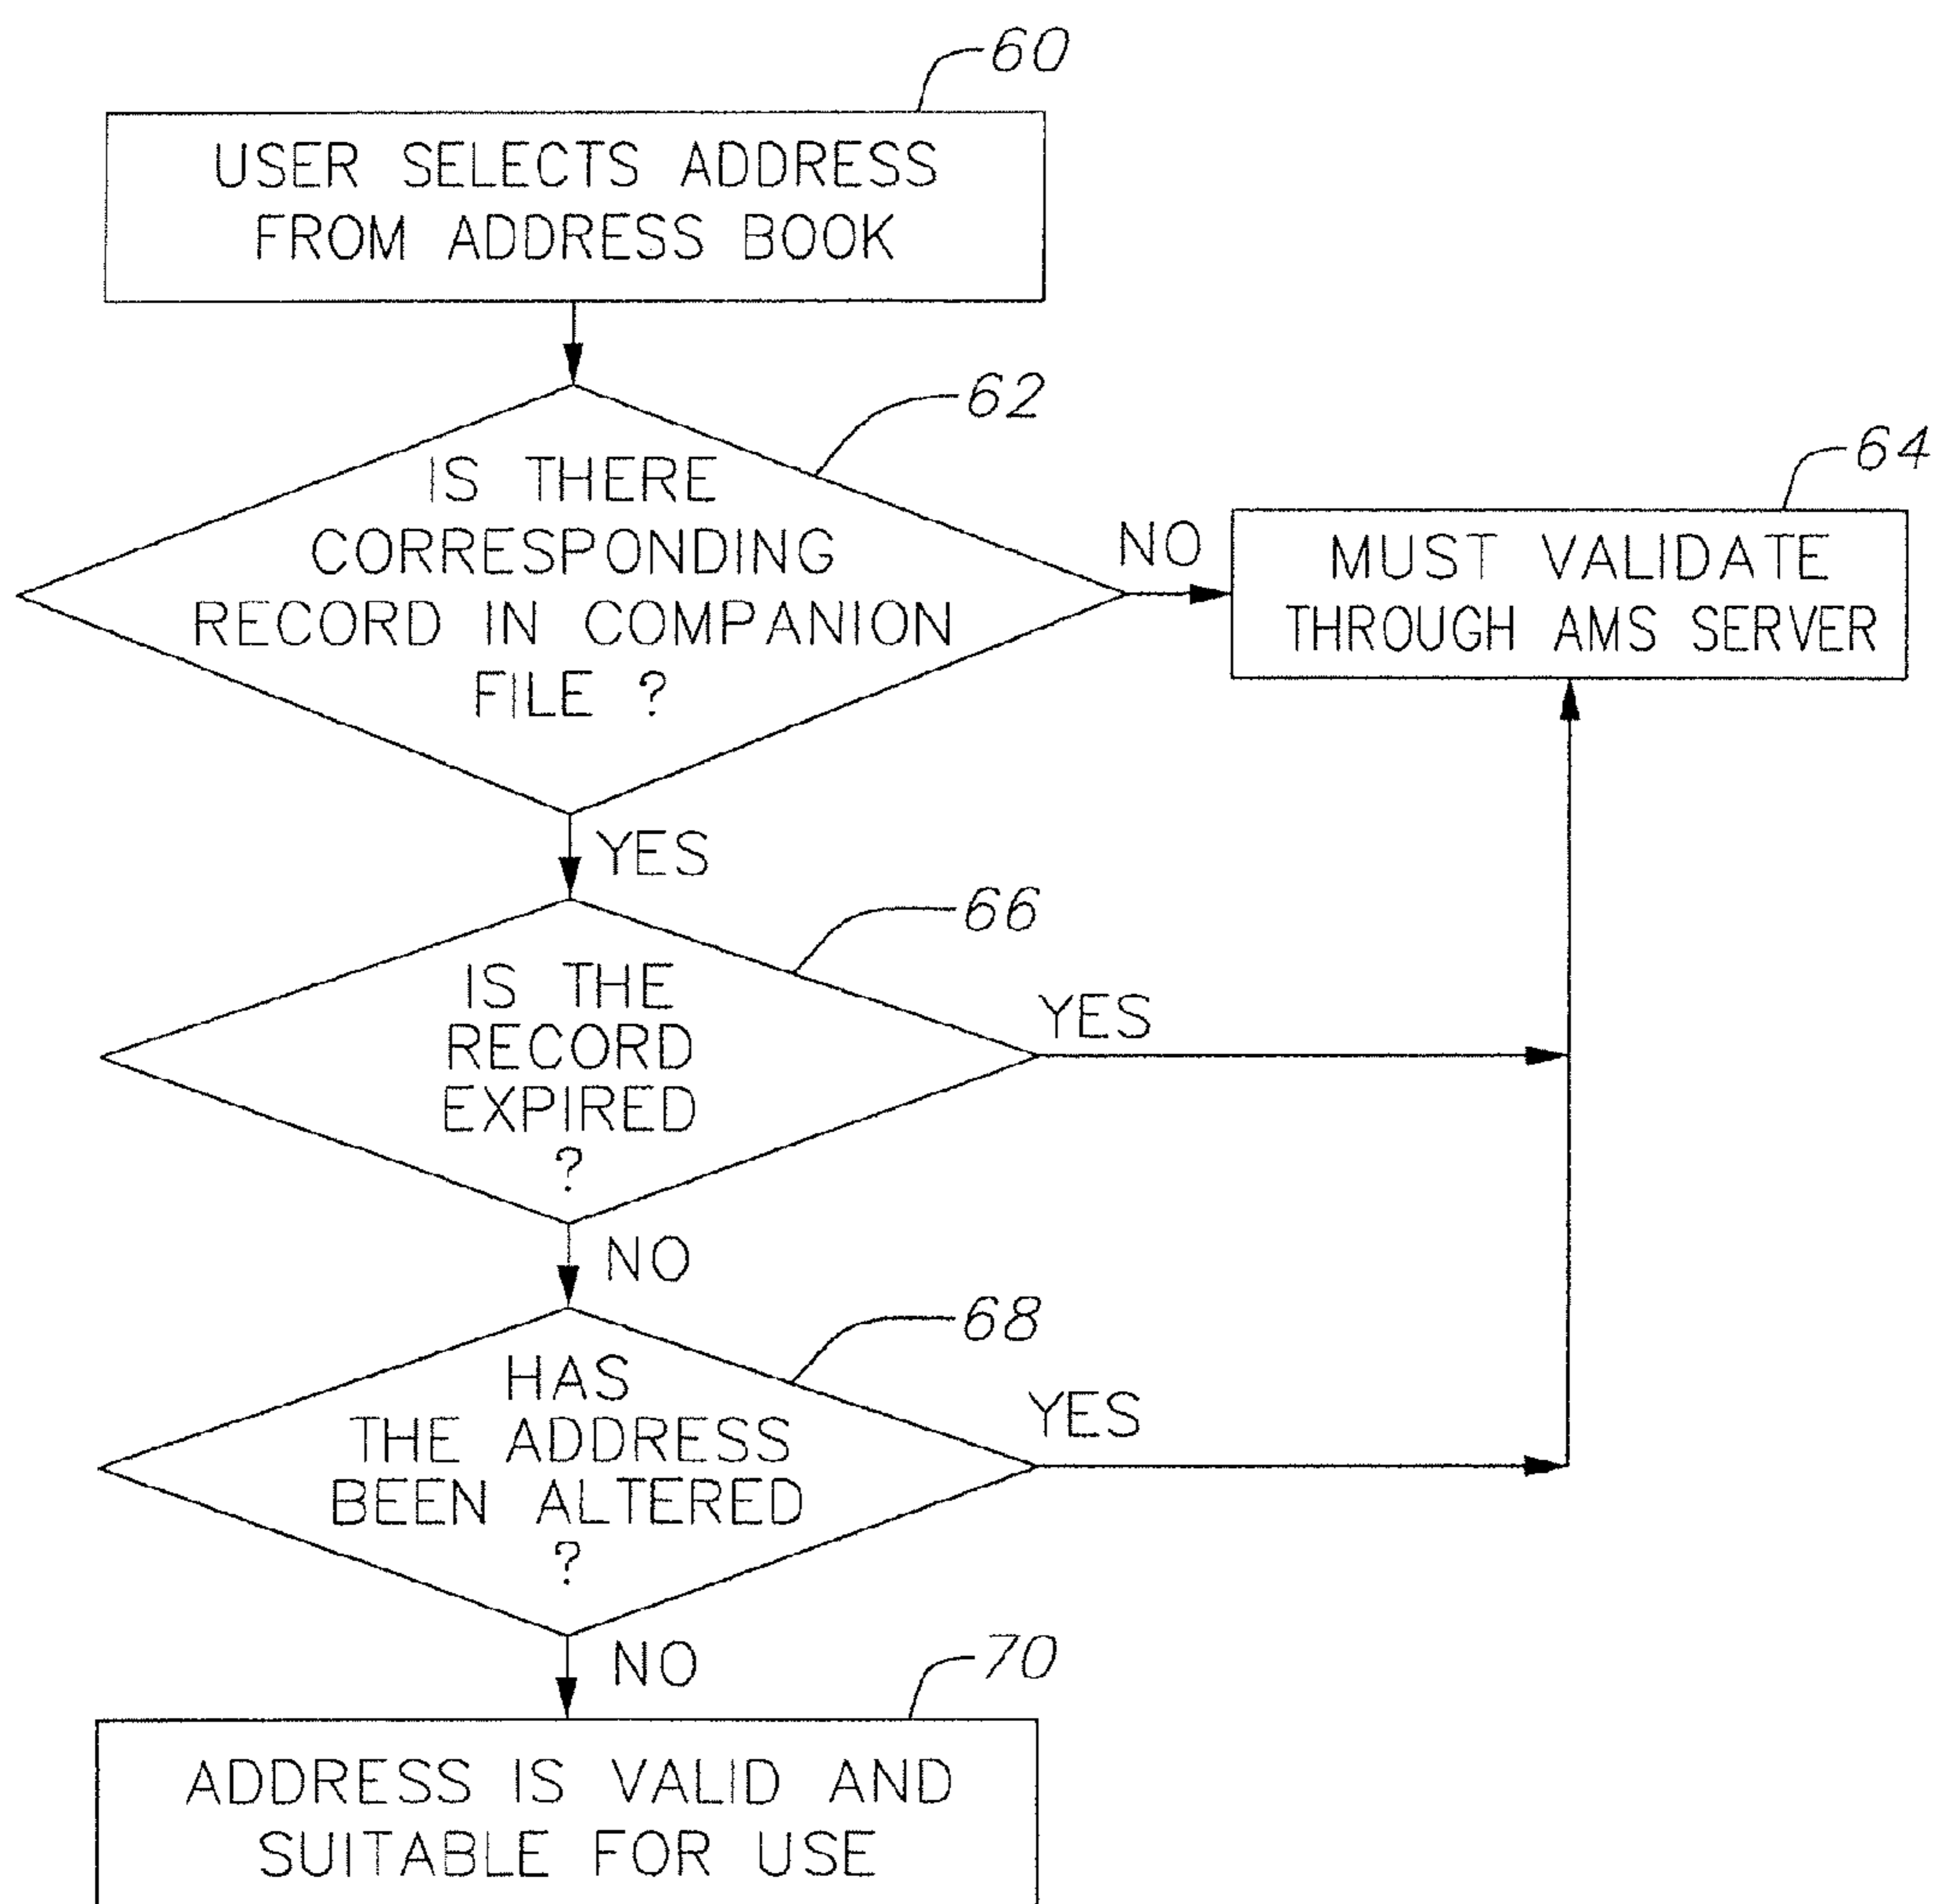 60
USER SELECTS ADDRESS
FROM ADDRESS BOOK
62
IS THERE
CORRESPONDING
RECORD IN COMPANION
FILE ?
NO
64
MUST VALIDATE
THROUGH AMS SERVER
YES
66
IS THE
RECORD
EXPIRED
?
YES
NO
68
HAS
THE ADDRESS
BEEN ALTERED
?
YES
NO
70
ADDRESS IS VALID AND
SUITABLE FOR USE